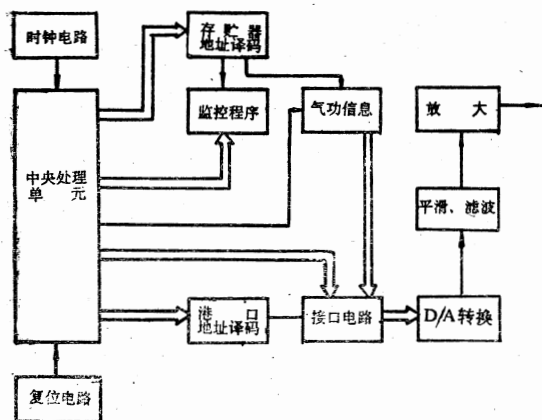 时钟电路
存贮器
地址译码
监控程序
气功信息
放大
中央处理
单元
平滑、滤波
港口
地址译码
接口电路
D/A转换
复位电路